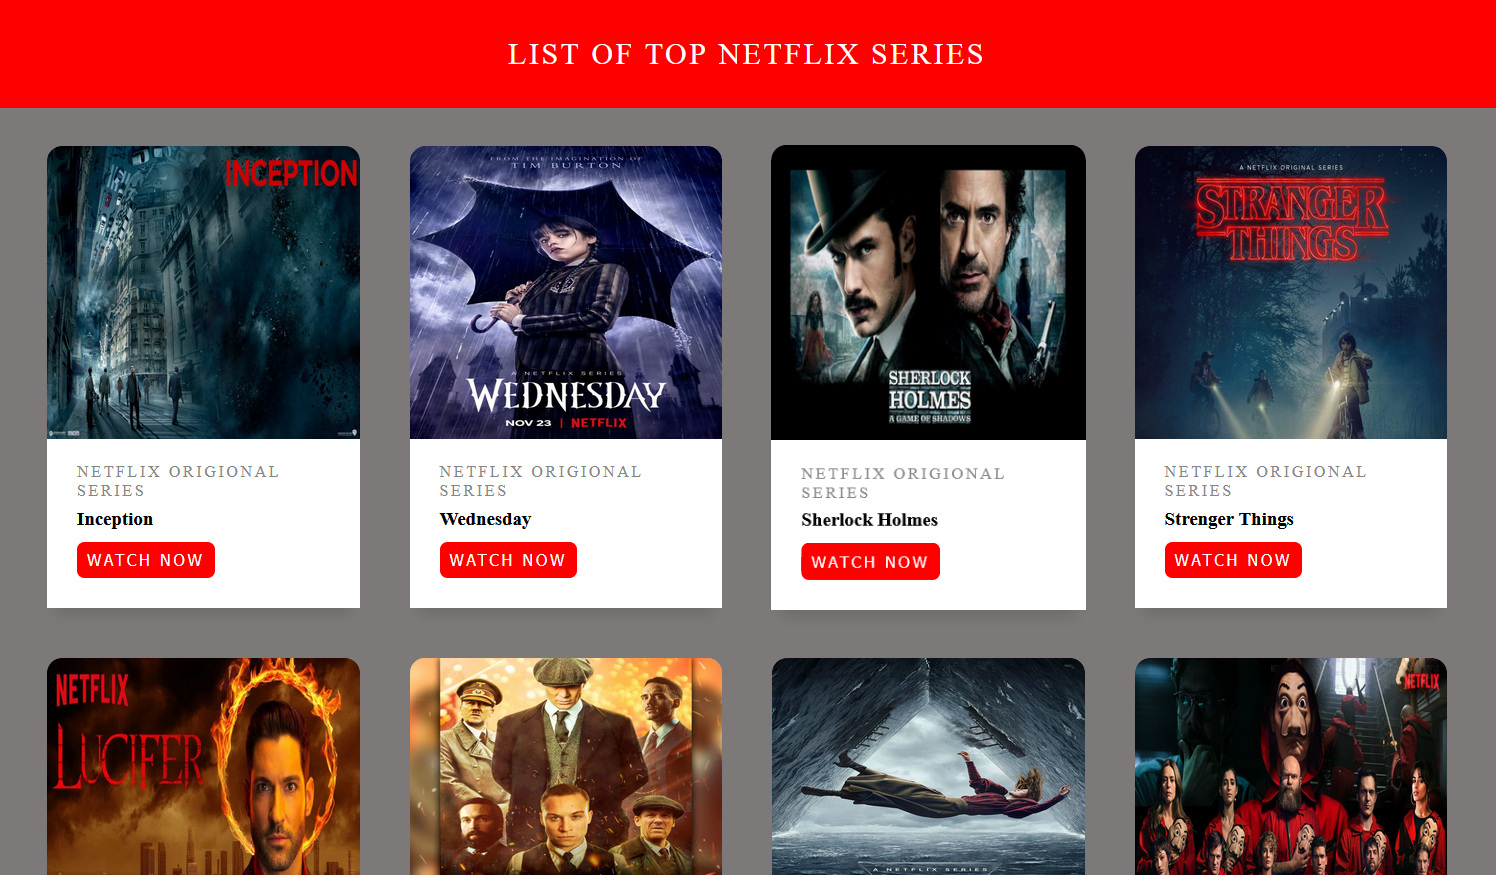 LIST OF TOP NETFLIX SERIES
INCEPTION
FROM THE IMAGINATION OF
TIM BURTON
A NETFLIX SERIES
WEDNESDAY
NOV 23 | NETFLIX
SHERLOCK
HOLMES
A GAME OF SHADOWS
A NETFLIX ORIGINAL SERIES
STRANGER
THINGS
NETFLIX ORIGIONAL
SERIES
Inception
WATCH NOW
NETFLIX ORIGIONAL
SERIES
Wednesday
WATCH NOW
NETFLIX ORIGIONAL
SERIES
Sherlock Holmes
WATCH NOW
NETFLIX ORIGIONAL
SERIES
Strenger Things
WATCH NOW
NETFLIX
LUCIFER
A NETFLIX SERIES
NETFLIX